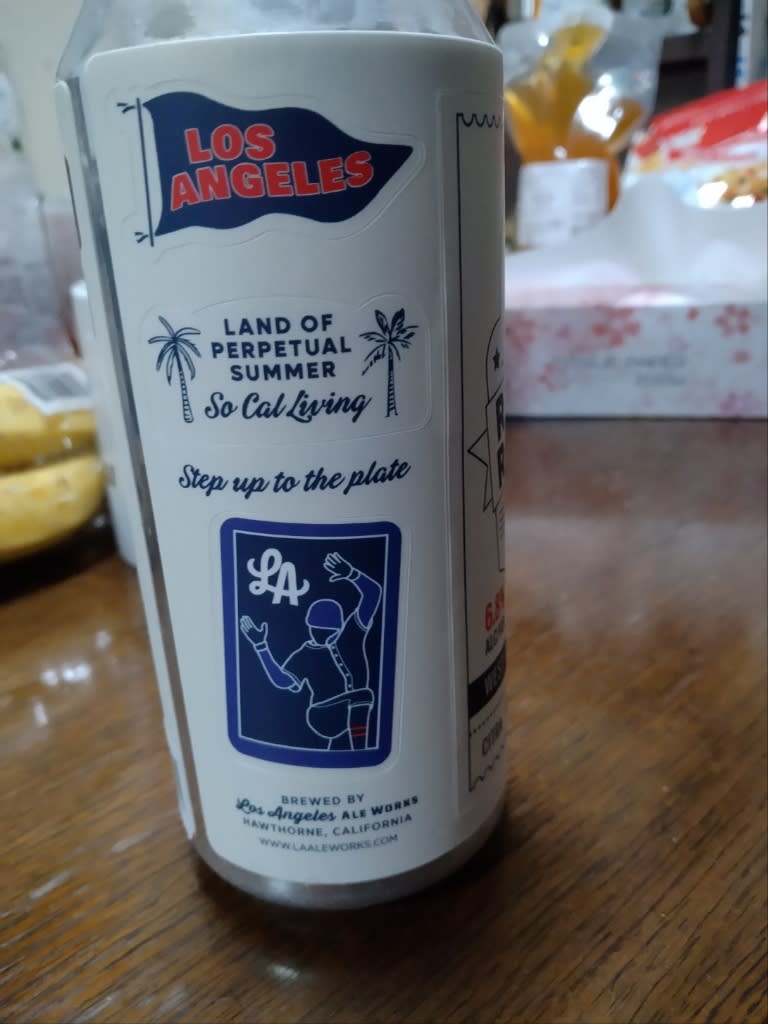 LOS
ANGELES
LAND OF
PERPETUAL
SUMMER
So Cal Living
Step up to the plate
LA
BREWED BY
Los Angeles ALE WORKS
HAWTHORNE, CALIFORNIA
WWW.LAALEWORKS.COM